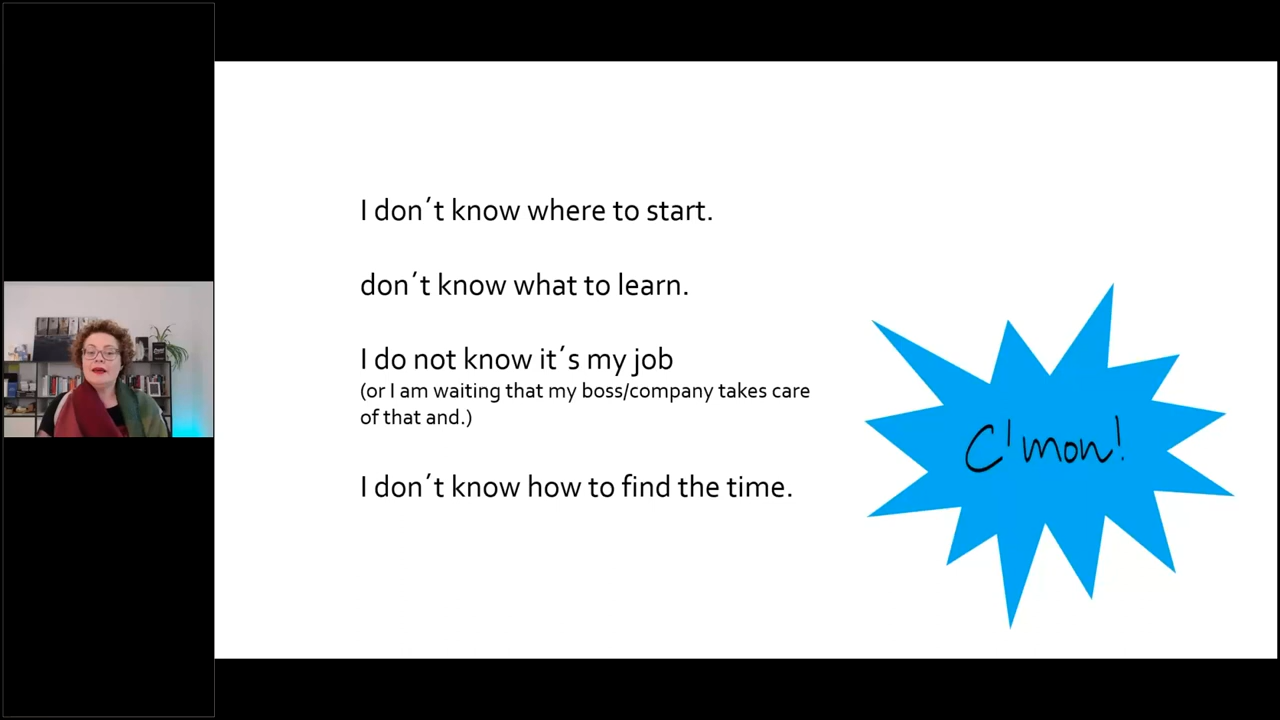 I don´t know where to start.
don´t know what to learn.
I do not know it´s my job
(or I am waiting that my boss/company takes care
of that and.)
I don´t know how to find the time.
C'mon!